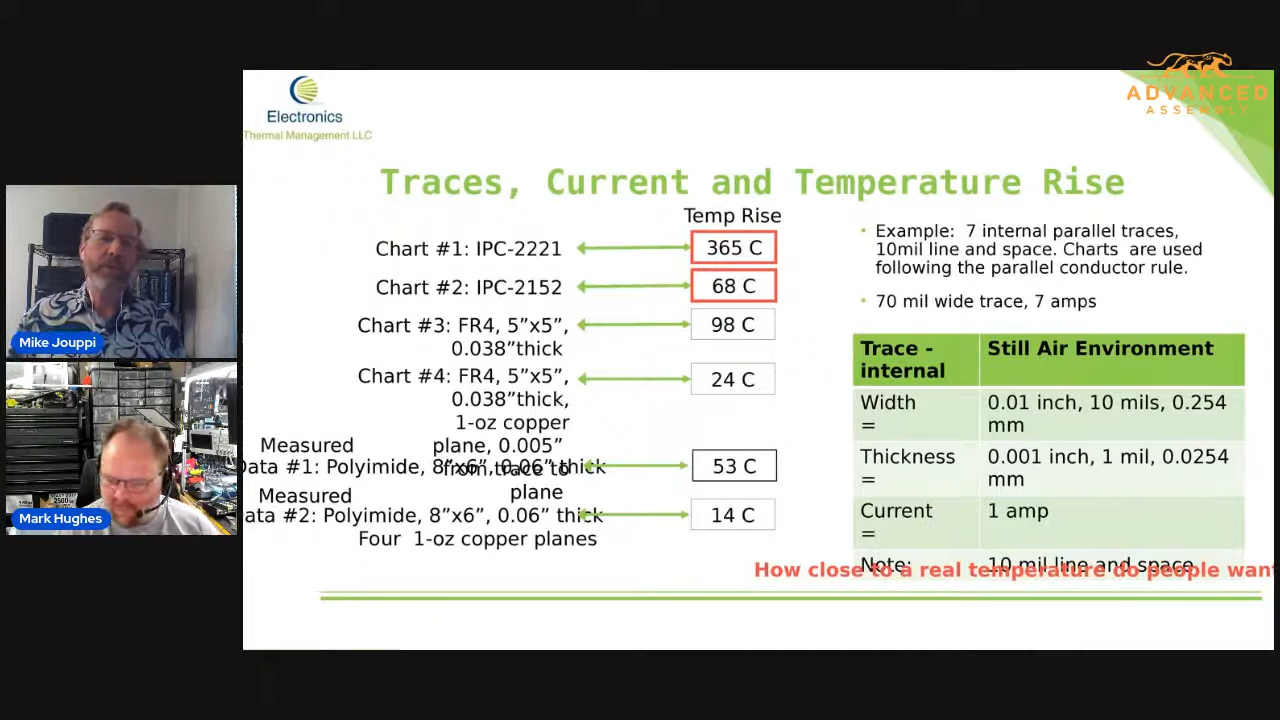 ADVANCED
ASSEMBLY
Electronics
Thermal Management LLC
Traces, Current and Temperature Rise
Temp Rise
Chart #1: IPC-2221
365 C
Chart #2: IPC-2152
68 C
Chart #3: FR4, 5”x5”,
0.038”thick
98 C
Chart #4: FR4, 5”x5”,
0.038”thick,
1-oz copper
plane, 0.005”
from trace to
plane
24 C
Measured
Data #1: Polyimide, 8”x6”, 0.06” thick
53 C
Measured
ata #2: Polyimide, 8”x6”, 0.06” thick
Four 1-oz copper planes
14 C
• Example: 7 internal parallel traces,
10mil line and space. Charts are used
following the parallel conductor rule.
• 70 mil wide trace, 7 amps
Trace - Still Air Environment
internal
Width 0.01 inch, 10 mils, 0.254
= mm
Thickness 0.001 inch, 1 mil, 0.0254
= mm
Current 1 amp
=
Note: 10 mil line and space
How close to a real temperature do people want
Mike Jouppi
Mark Hughes